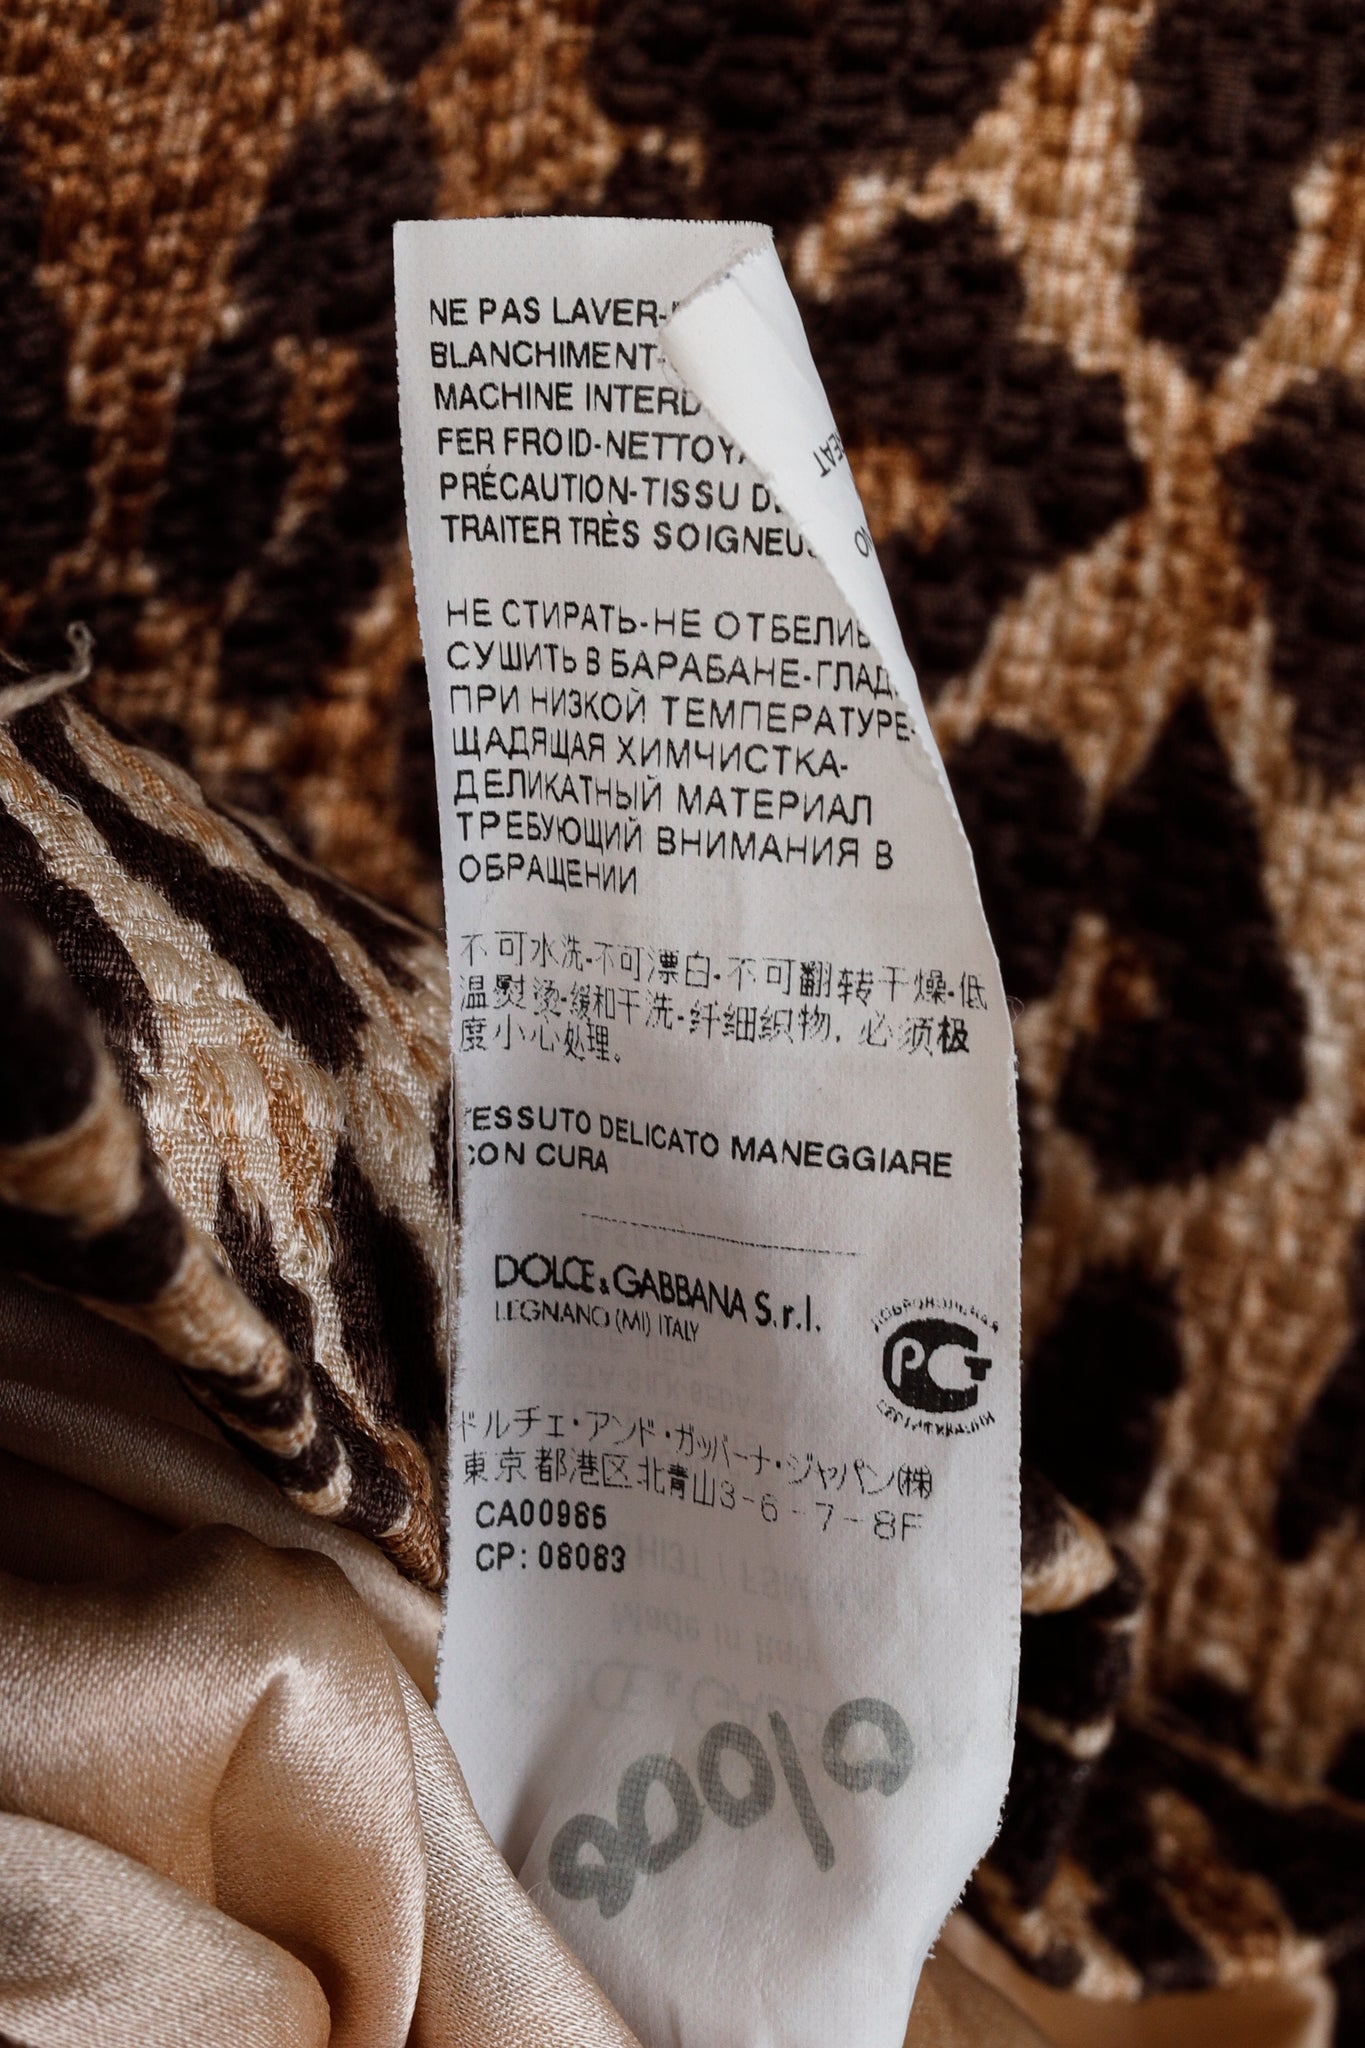 NE PAS LAVER-
BLANCHIMENT-
MACHINE INTERD
FER FROID-NETTOYA
PRÉCAUTION-TISSU
TRAITER TRÈS SOIGNEUS
НЕ СТИРАТЬ-НЕ ОТБЕЛИВ
СУШИТЬ В БАРАБАНЕ-ГЛАД
ПРИ НИЗКОЙ ТЕМПЕРАТУРЕ-
ЩАДЯЩАЯ ХИМЧИСТКА-
ДЕЛИКАТНЫЙ МАТЕРИАЛ
ТРЕБУЮЩИЙ ВНИМАНИЯ В
ОБРАЩЕНИИ
不可水洗-不可漂白-不可翻转干燥-低
温熨烫-缓和干洗-纤细织物, 必须极
度小心处理。
TESSUTO DELICATO MANEGGIARE
CON CURA
DOLCE & GABBANA S.r.l.
LEGNANO (MI) ITALY
ДОБРОВОЛЬНАЯ
РСТ
СЕРТИФИКАЦИЯ
ドルチェ・アンド・ガッバーナ・ジャパン(株)
東京都港区北青山3-6-7-8F
CA00986
CP: 08083